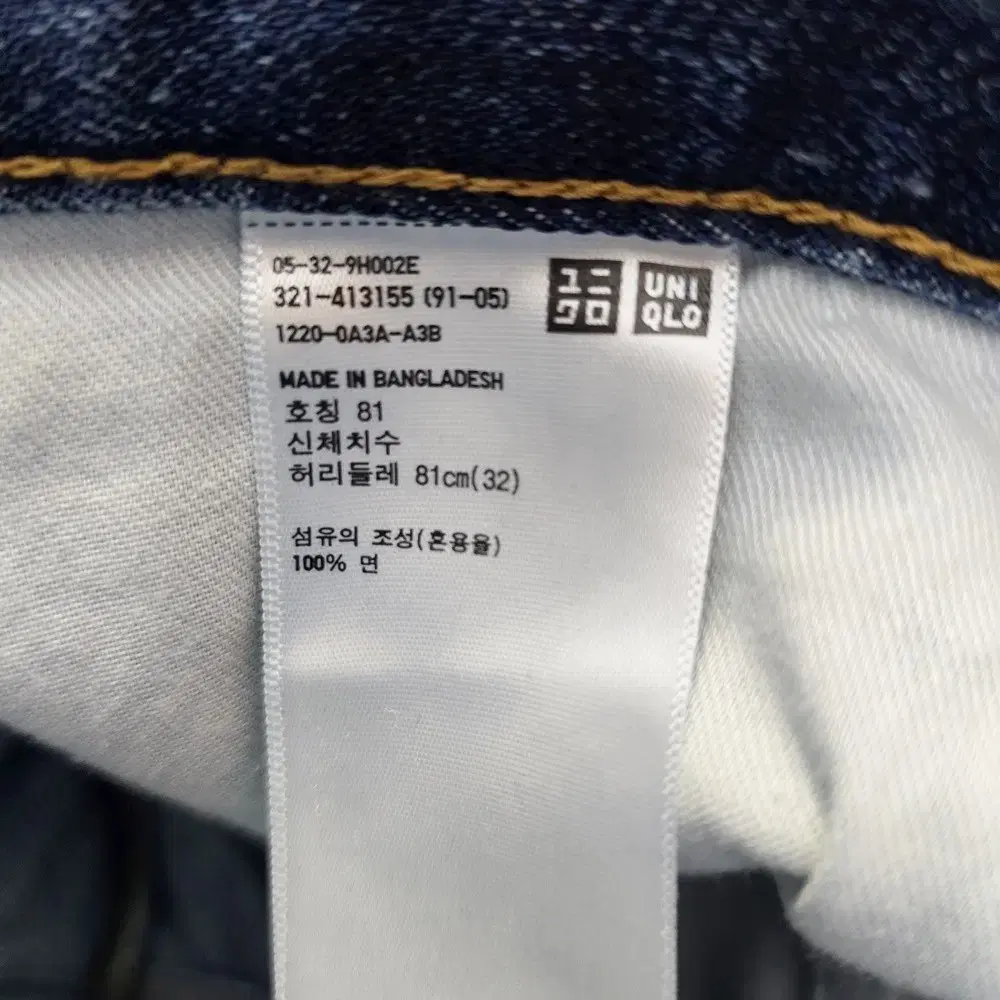 05-32-9H002E
321-413155 (91-05)
1220-0A3A-A3B
ユニ
クロ
UNI
QLO
MADE IN BANGLADESH
호칭 81
신체치수
허리둘레 81cm(32)
섬유의 조성(혼용율)
100% 면